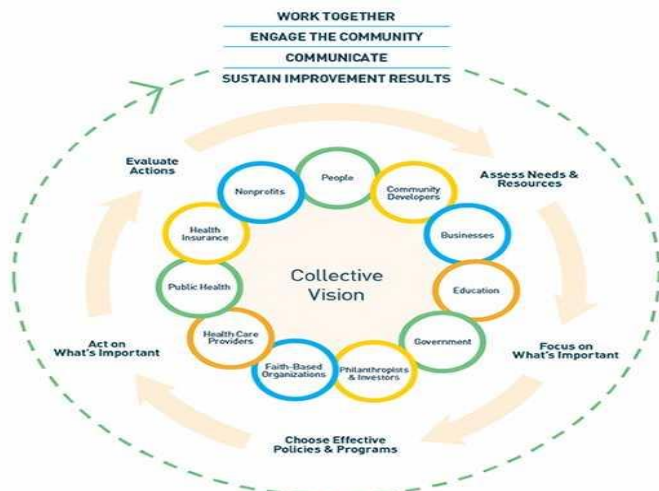 WORK TOGETHER
ENGAGE THE COMMUNITY
COMMUNICATE
SUSTAIN IMPROVEMENT RESULTS
Evaluate
Actions
Assess Needs &
Resources
Focus on
What's Important
Choose Effective
Policies & Programs
Act on
What's Important
People
Community
Developers
Businesses
Education
Government
Philanthropists
& Investors
Faith-Based
Organizations
Health Care
Providers
Public Health
Health
Insurance
Nonprofits
Collective
Vision